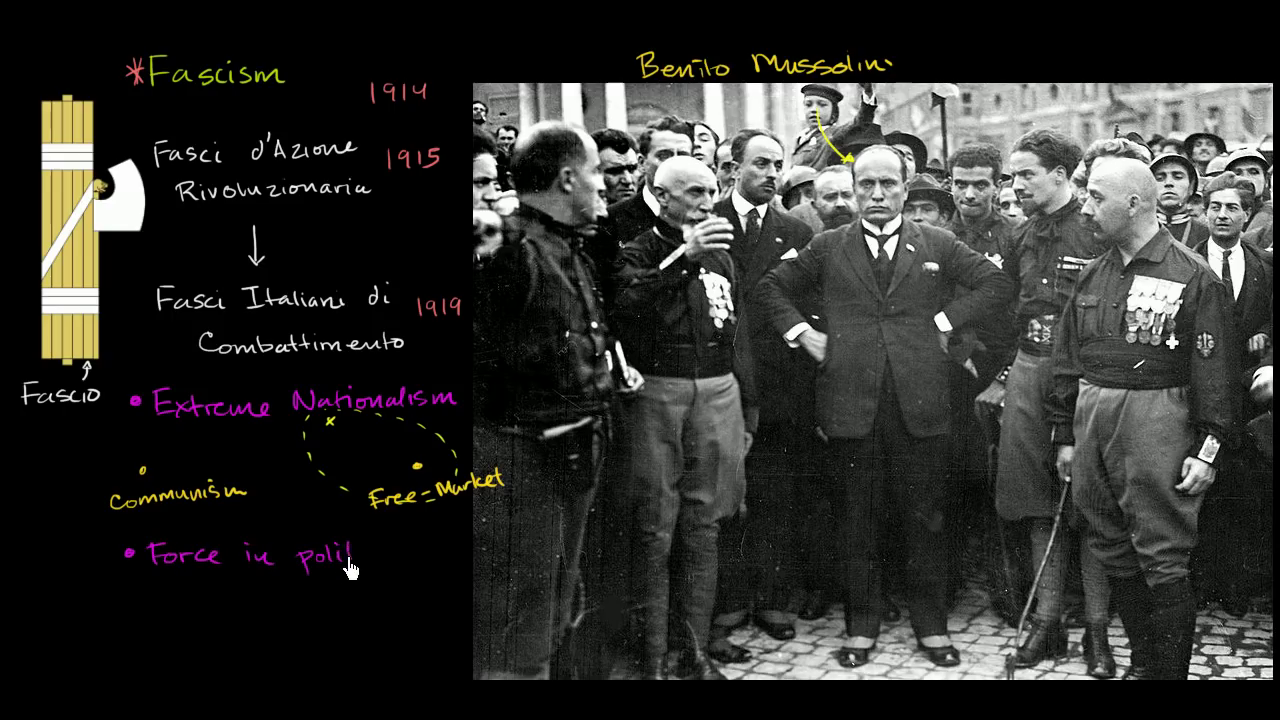 *Fascism
1914
Benito Mussolini
Fasci d'Azione
1915
Rivoluzionaria
Fasci Italiani di
1919
Combattimento
Fascio
• Extreme Nationalism
Communism
Free-Market
• Force in polit